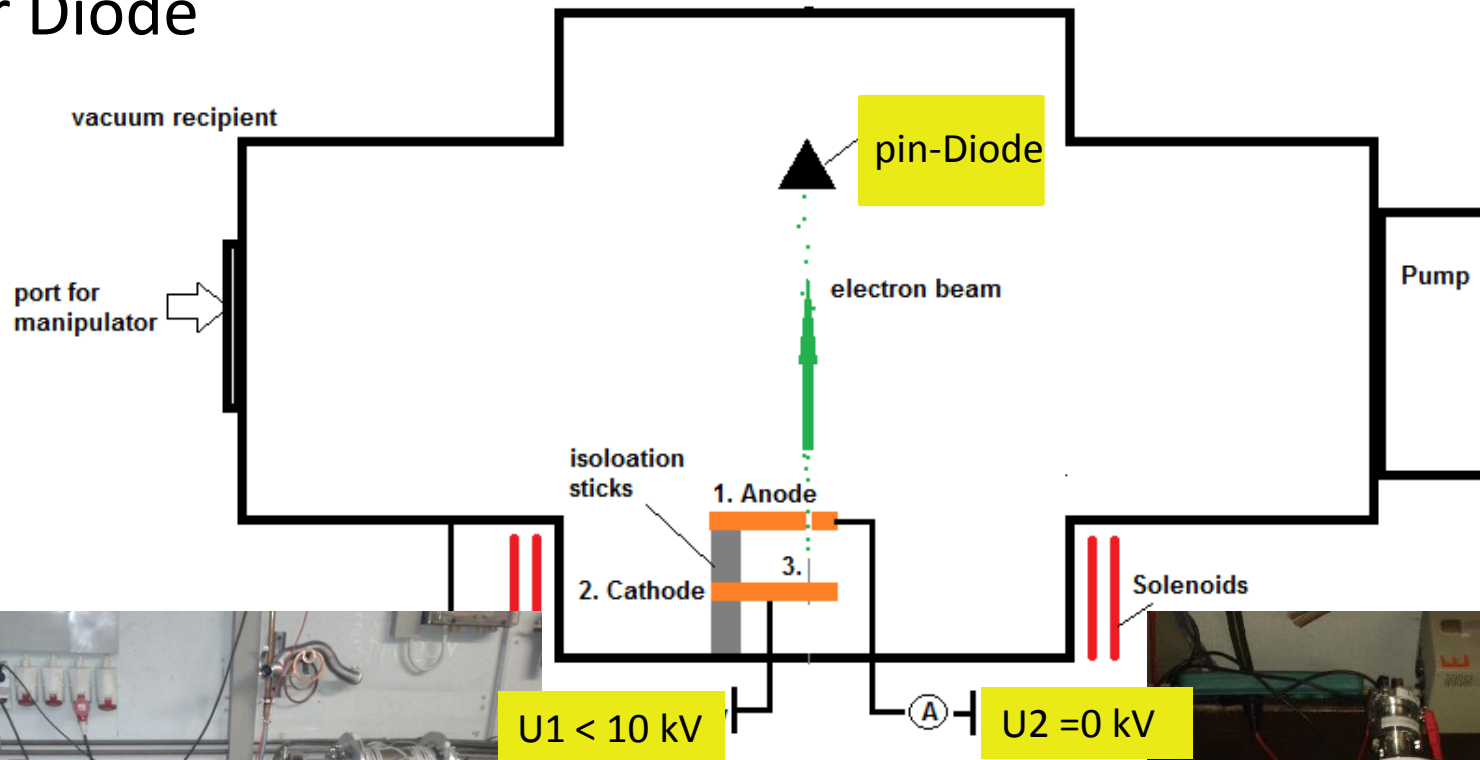 Diode
vacuum recipient
pin-Diode
port for
manipulator
electron beam
Pump
isoloation
sticks
1. Anode
3.
2. Cathode
Solenoids
U1 < 10 kV
A
U2 =0 kV